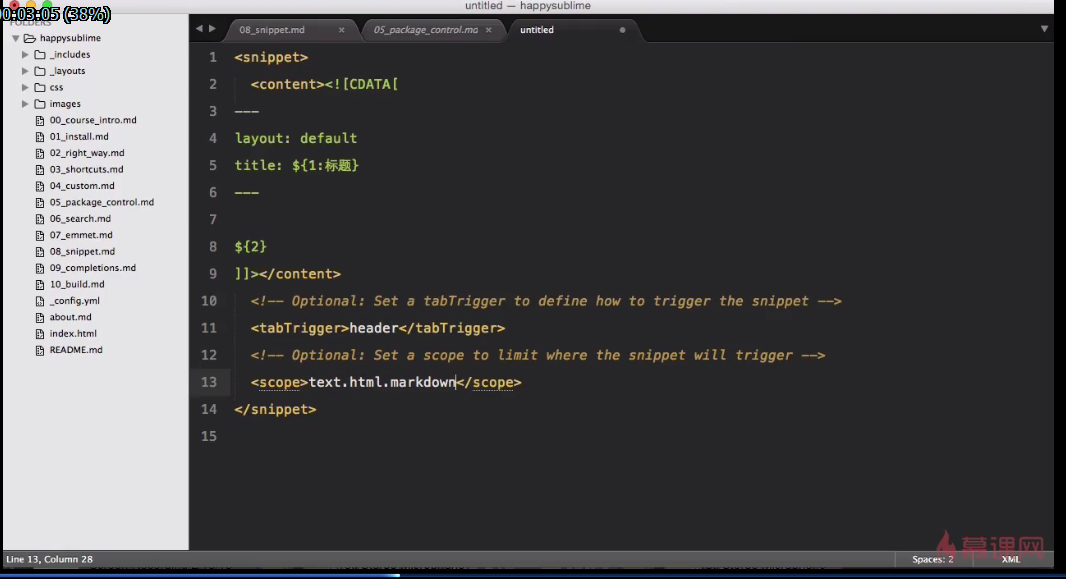 untitled — happysublime
0:03:05 (38%)
FOLDERS
happysublime
_includes
_layouts
css
images
00_course_intro.md
01_install.md
02_right_way.md
03_shortcuts.md
04_custom.md
05_package_control.md
06_search.md
07_emmet.md
08_snippet.md
09_completions.md
10_build.md
_config.yml
about.md
index.html
README.md
08_snippet.md
05_package_control.mo
untitled
1 <snippet>
2 <content><![CDATA[
3 ---
4 layout: default
5 title: ${1:标题}
6 ---
7
8 ${2}
9 ]]></content>
10 <!-- Optional: Set a tabTrigger to define how to trigger the snippet -->
11 <tabTrigger>header</tabTrigger>
12 <!-- Optional: Set a scope to limit where the snippet will trigger -->
13 <scope>text.html.markdown</scope>
14 </snippet>
15
慕课网
Line 13, Column 28
Spaces: 2
XML